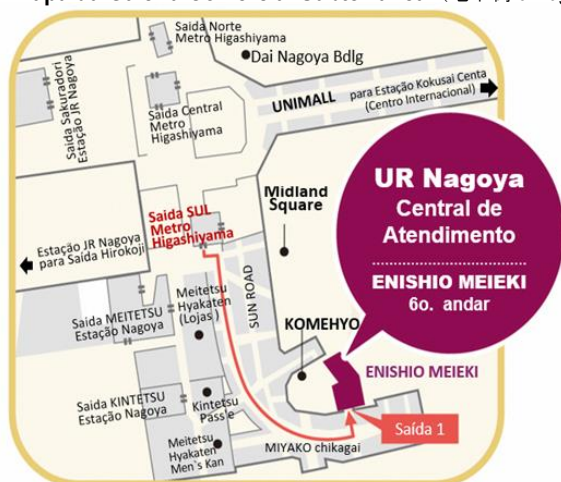 Saida Norte
Metro Higashiyama
Dai Nagoya Bdlg
Saida Sakuradori
Estação JR Nagoya
Saida Central
Metro
Higashiyama
UNIMALL
para Estação Kokusai Centa
(Centro Internacional)
UR Nagoya
Central de
Atendimento
ENISHIO MEIEKI
6o. andar
Midland
Square
Saida SUL
Metro
Higashiyama
Estação JR Nagoya
para Saida Hirokoji
SUN ROAD
Meitetsu
Hyakaten
(Lojas )
Saida MEITETSU
Estação Nagoya
KOMEHYO
ENISHIO MEIEKI
Saida KINTETSU
Estação Nagoya
Kintetsu
Pass'e
Saída 1
Meitetsu
Hyakaten
Men's Kan
MIYAKO chikagai